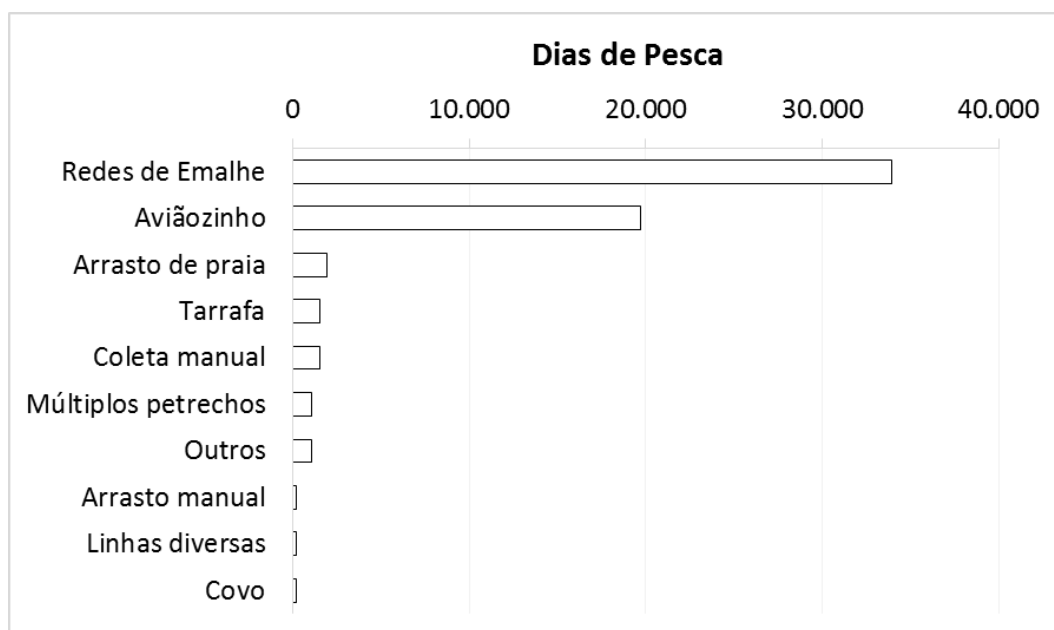 Dias de Pesca
0 10.000 20.000 30.000 40.000
Redes de Emalhe
Aviãozinho
Arrasto de praia
Tarrafa
Coleta manual
Múltiplos petrechos
Outros
Arrasto manual
Linhas diversas
Covo